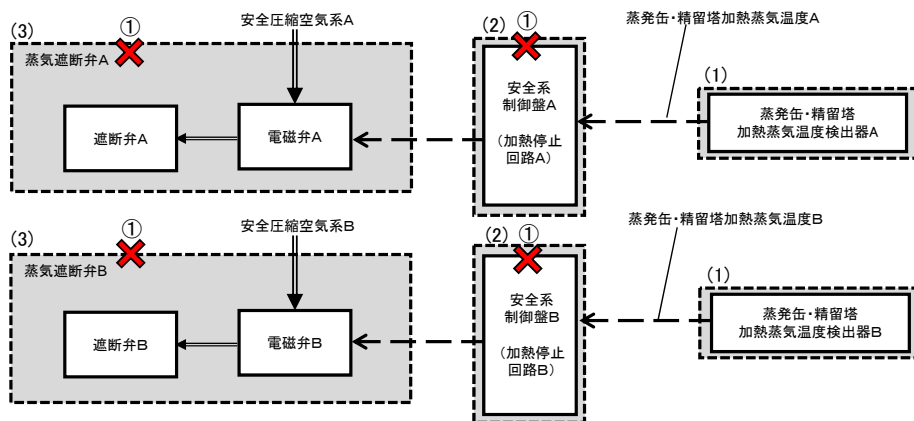 (3)
①
蒸気遮断弁A
安全圧縮空気系A
遮断弁A
電磁弁A
(2)
①
安全系
制御盤A
(加熱停止
回路A)
蒸発缶・精留塔加熱蒸気温度A
(1)
蒸発缶・精留塔
加熱蒸気温度検出器A
(3)
①
蒸気遮断弁B
安全圧縮空気系B
遮断弁B
電磁弁B
(2)
①
安全系
制御盤B
(加熱停止
回路B)
蒸発缶・精留塔加熱蒸気温度B
(1)
蒸発缶・精留塔
加熱蒸気温度検出器B